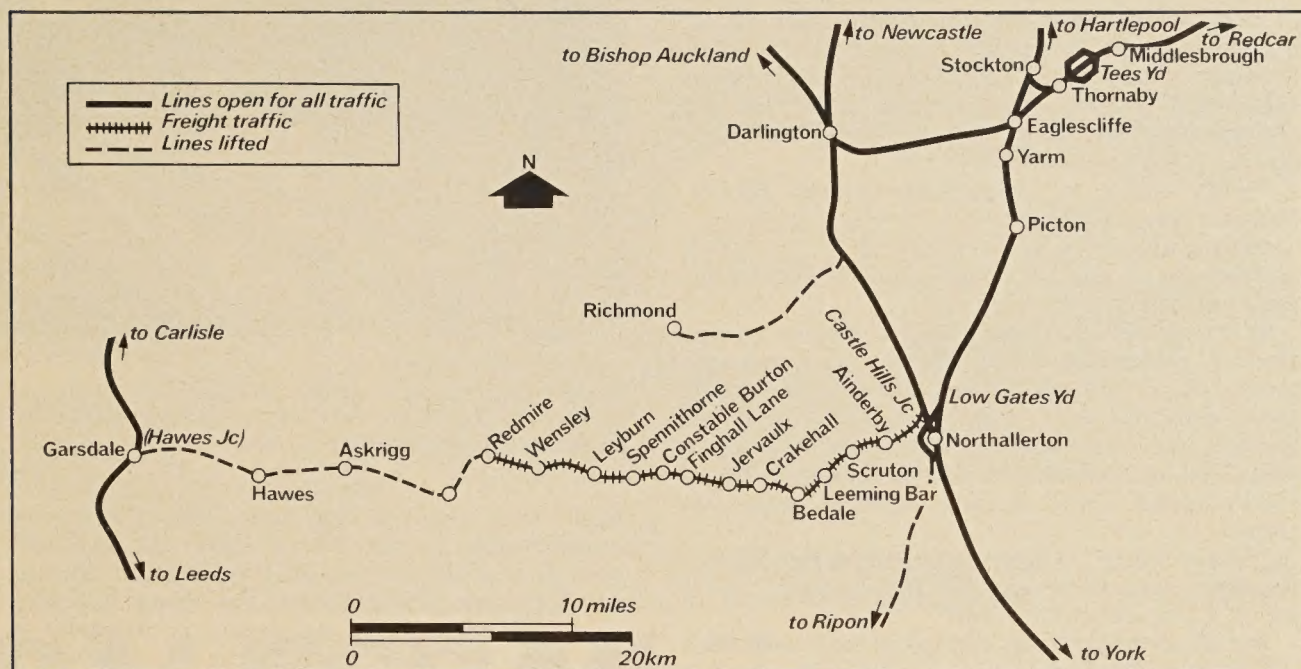 to Newcastle
to Hartlepool
to Redcar
to Bishop Auckland
Stockton
Middlesbrough
Tees Yd
Thornaby
Lines open for all traffic
Freight traffic
Lines lifted
Darlington
Eaglescliffe
Yarm
N
Picton
Richmond
to Carlisle
Castle Hills Jc
Ainderby
Low Gates Yd
Northallerton
Garsdale
(Hawes Jc)
Hawes
Askrigg
Redmire
Wensley
Leyburn
Spennithorne
Constable Burton
Finghall Lane
Jervaulx
Crakehall
Scruton
Leeming Bar
Bedale
to Leeds
0 10 miles
0 20km
to Ripon
to York